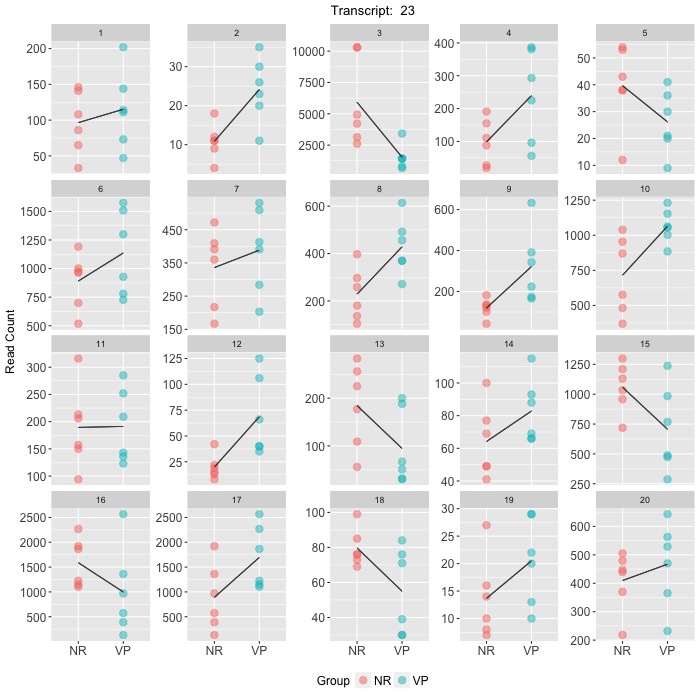 Transcript: 23
1 2 3 4 5
200 150 100 50
30 20 10
10000 7500 5000 2500
400 300 200 100
50 40 30 20 10
6 7 8 9 10
1500 1250 1000 750 500
450 350 250 150
600 400 200
600 400 200
1250 1000 750 500
Read Count
11 12 13 14 15
300 250 200 150 100
125 100 75 50 25
200 100
100 80 60 40
1250 1000 750 500 250
16 17 18 19 20
2500 2000 1500 1000 500
2500 2000 1500 1000 500
100 80 60 40
30 25 20 15 10
600 500 400 300 200
NR VP NR VP NR VP NR VP NR VP
Group NR VP